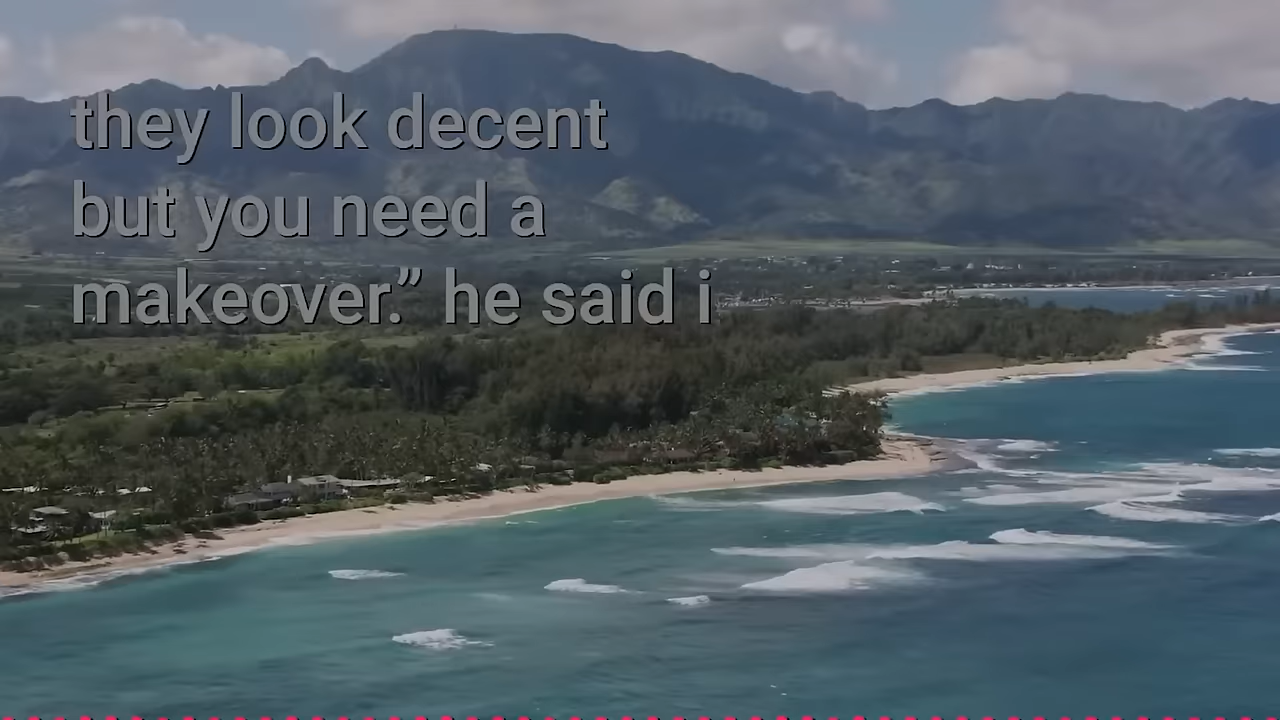 they look decent
but you need a
makeover.” he said i